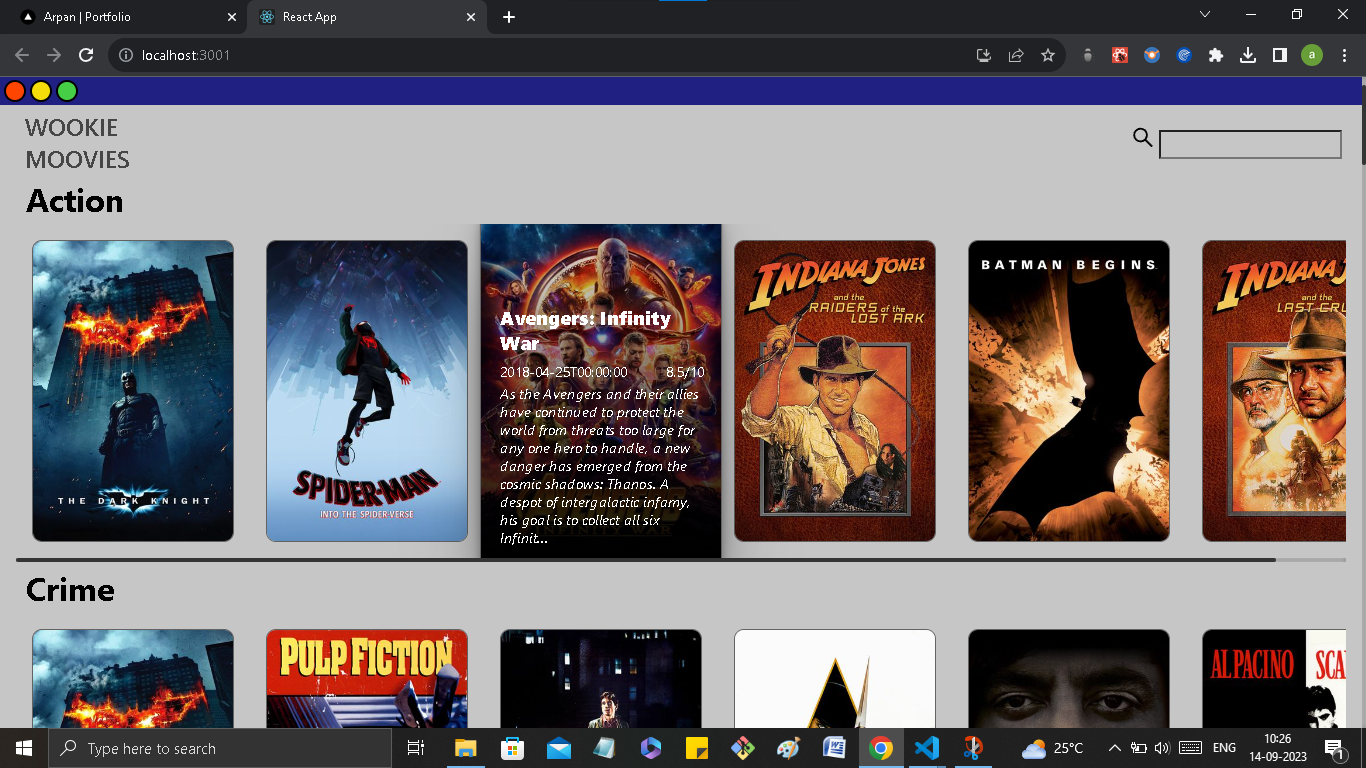 Arpan | Portfolio
React App
localhost:3001
a
WOOKIE
MOOVIES
Action
THE DARK KNIGHT
SPIDER-MAN
INTO THE SPIDER-VERSE
Avengers: Infinity
War
2018-04-25T00:00:00 8.5/10
As the Avengers and their allies
have continued to protect the
world from threats too large for
any one hero to handle, a new
danger has emerged from the
cosmic shadows: Thanos. A
despot of intergalactic infamy,
his goal is to collect all six
Infinit...
INDIANA JONES
and the
RAIDERS of the
LOST ARK
BATMAN BEGINS
INDIANA J
and the
LAST CRU
Crime
PULP FICTION
AL PACINO SCA
Type here to search
25°C
ENG
10:26
14-09-2023
1